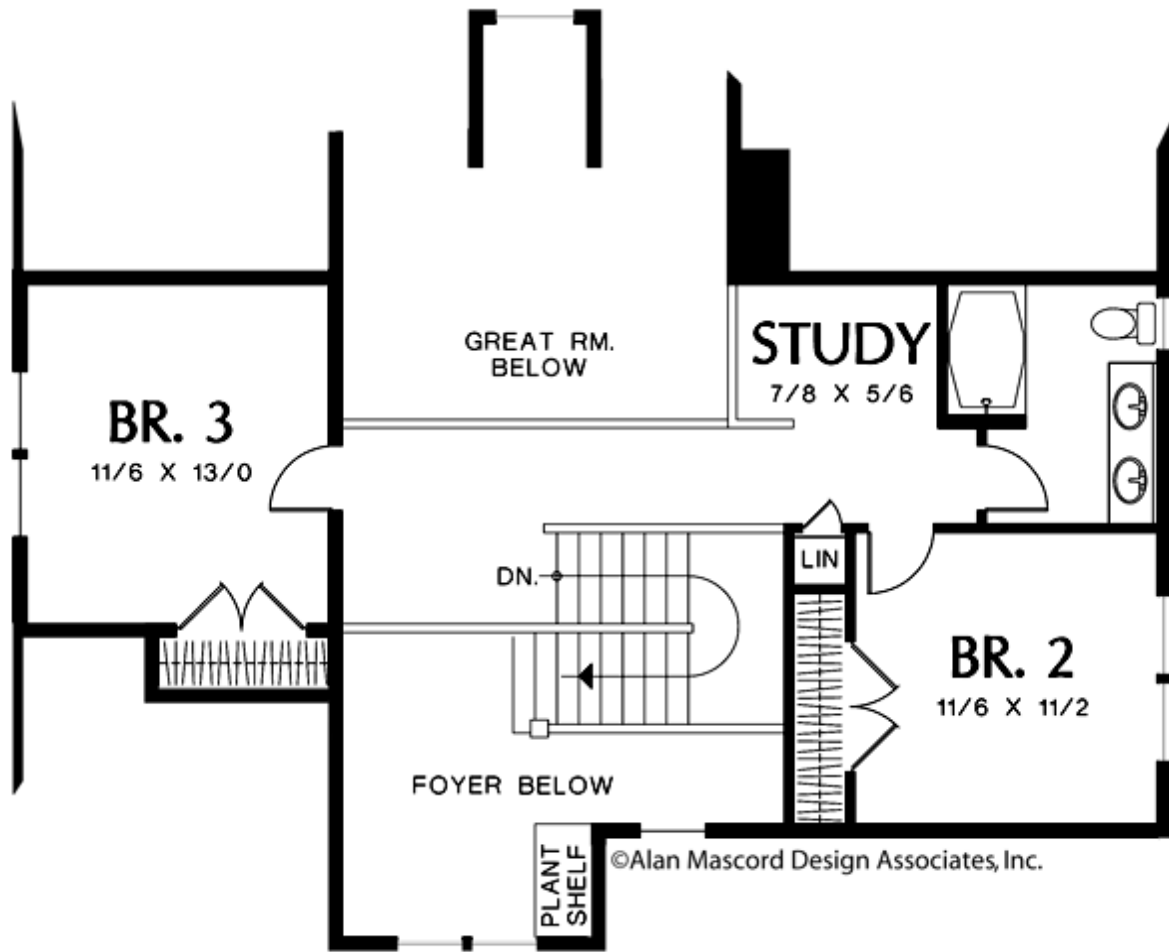 GREAT RM.
BELOW
STUDY
7/8 X 5/6
BR. 3
11/6 X 13/0
DN.
LIN
BR. 2
11/6 X 11/2
FOYER BELOW
PLANT
SHELF
©Alan Mascord Design Associates, Inc.